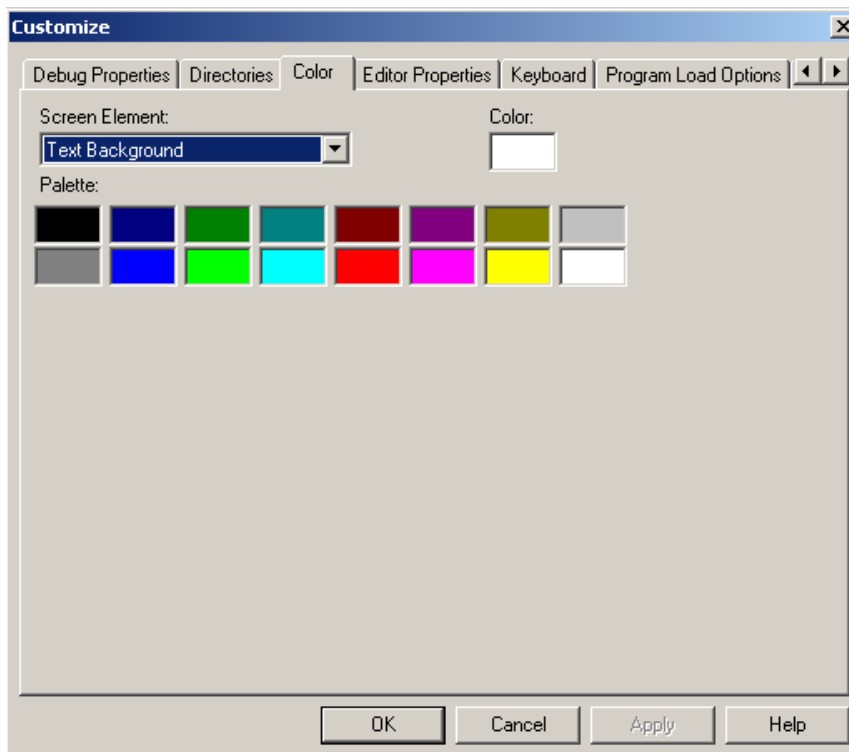 Customize
Debug Properties Directories Color Editor Properties Keyboard Program Load Options
Screen Element: Color:
Text Background
Palette:
OK Cancel Apply Help